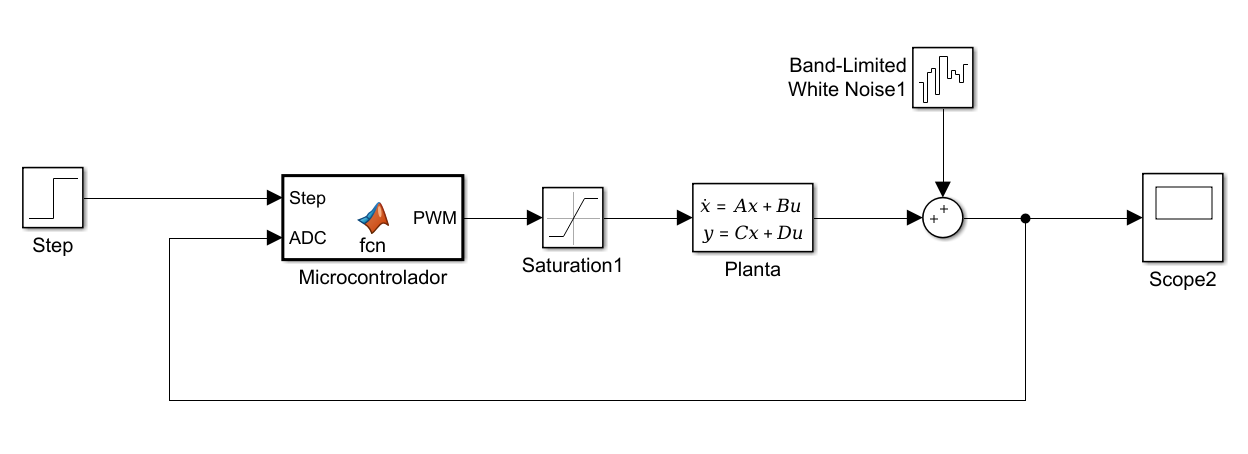 Band-Limited
White Noise1
Step
Step
ADC
fcn
PWM
Microcontrolador
Saturation1
ẋ = Ax + Bu
y = Cx + Du
Planta
+
+
Scope2